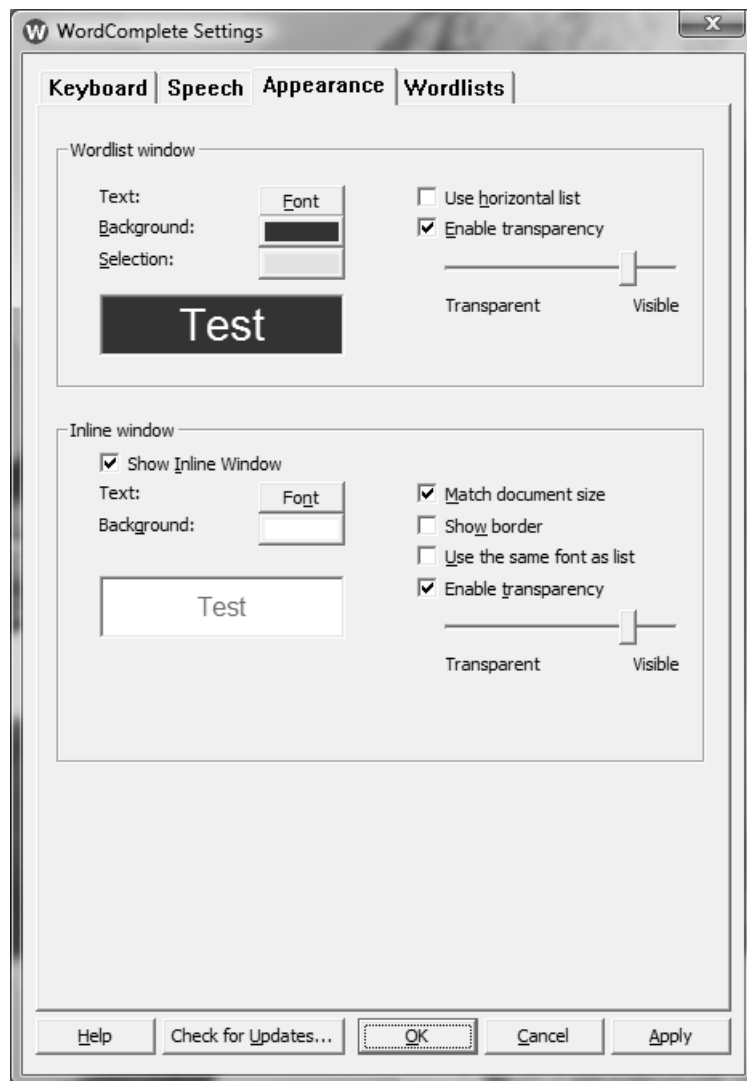 W WordComplete Settings x
Keyboard Speech Appearance Wordlists
Wordlist window
Text: Font
Background:
Selection:
Test
Use horizontal list
Enable transparency
Transparent Visible
Inline window
Show Inline Window
Text: Font
Background:
Test
Match document size
Show border
Use the same font as list
Enable transparency
Transparent Visible
Help Check for Updates... OK Cancel Apply